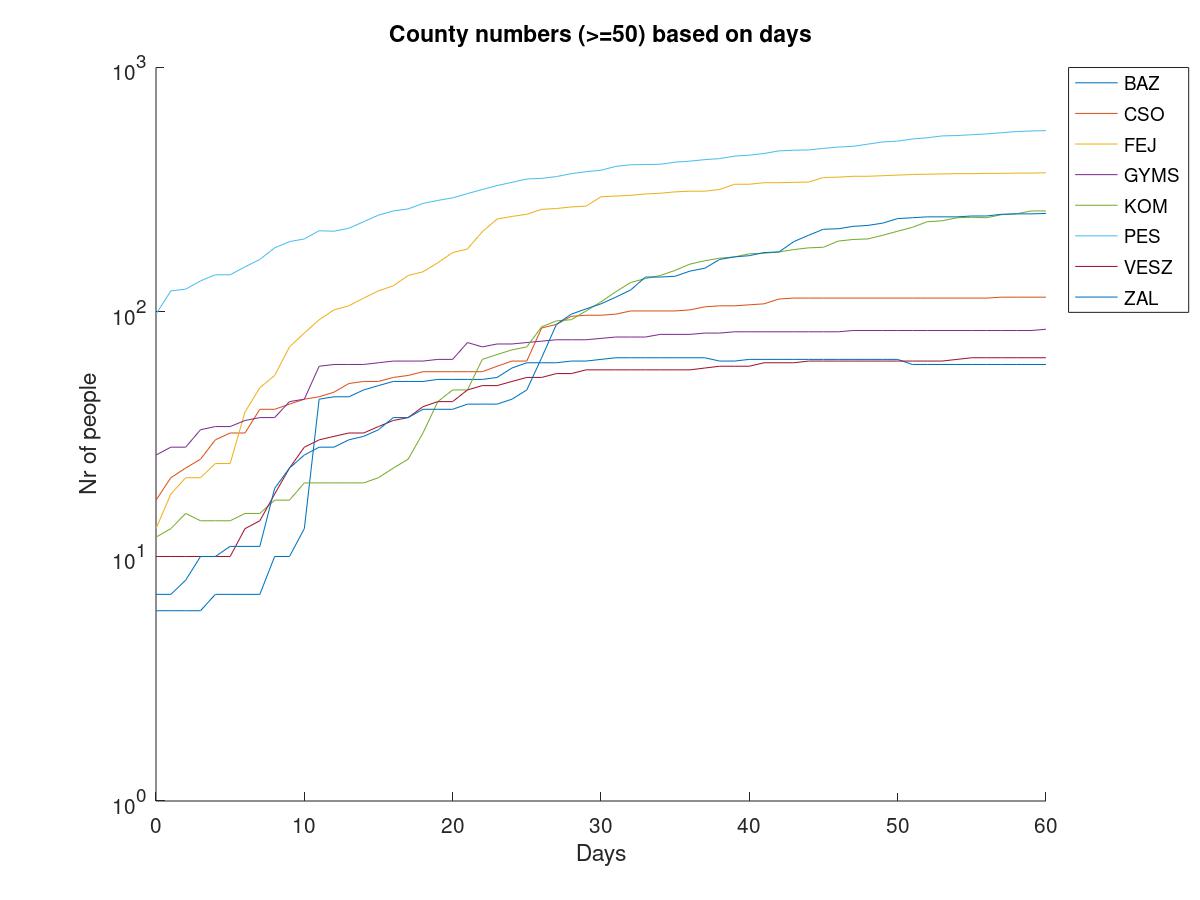 County numbers (>=50) based on days
10^3
10^2
10^1
10^0
Nr of people
0 10 20 30 40 50 60
Days
BAZ
CSO
FEJ
GYMS
KOM
PES
VESZ
ZAL